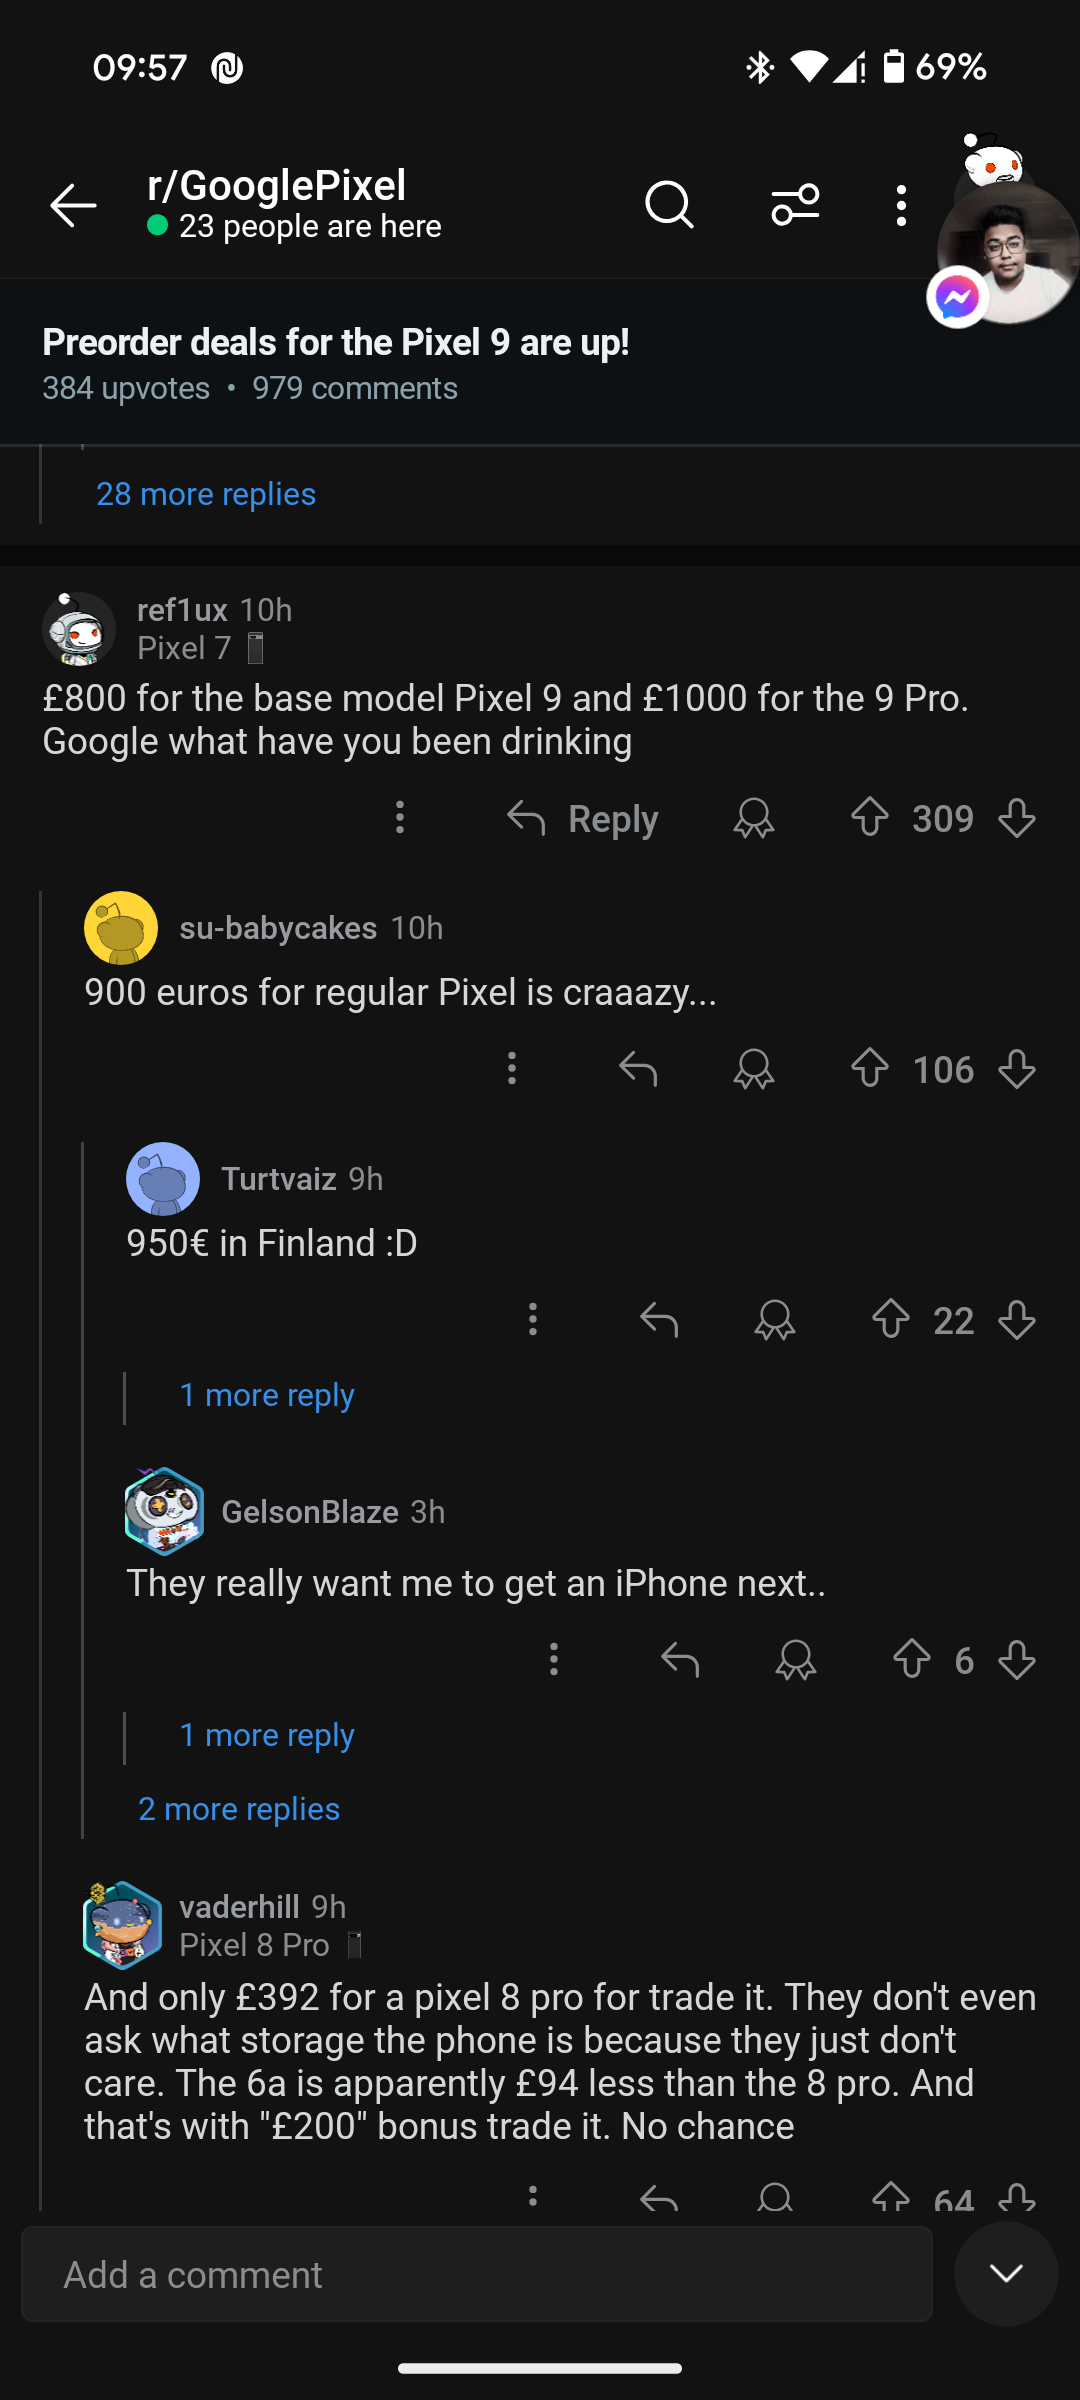 09:57
69%
r/GooglePixel
23 people are here
Preorder deals for the Pixel 9 are up!
384 upvotes • 979 comments
28 more replies
ref1ux 10h
Pixel 7
£800 for the base model Pixel 9 and £1000 for the 9 Pro.
Google what have you been drinking
Reply 309
su-babycakes 10h
900 euros for regular Pixel is craaazy...
106
Turtvaiz 9h
950€ in Finland :D
22
1 more reply
GelsonBlaze 3h
They really want me to get an iPhone next..
6
1 more reply
2 more replies
vaderhill 9h
Pixel 8 Pro
And only £392 for a pixel 8 pro for trade it. They don't even
ask what storage the phone is because they just don't
care. The 6a is apparently £94 less than the 8 pro. And
that's with "£200" bonus trade it. No chance
64
Add a comment